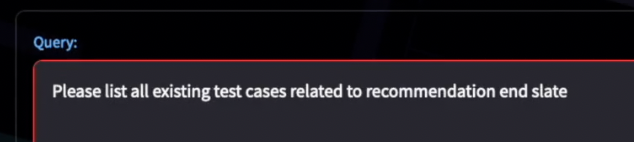 Query:
Please list all existing test cases related to recommendation end slate